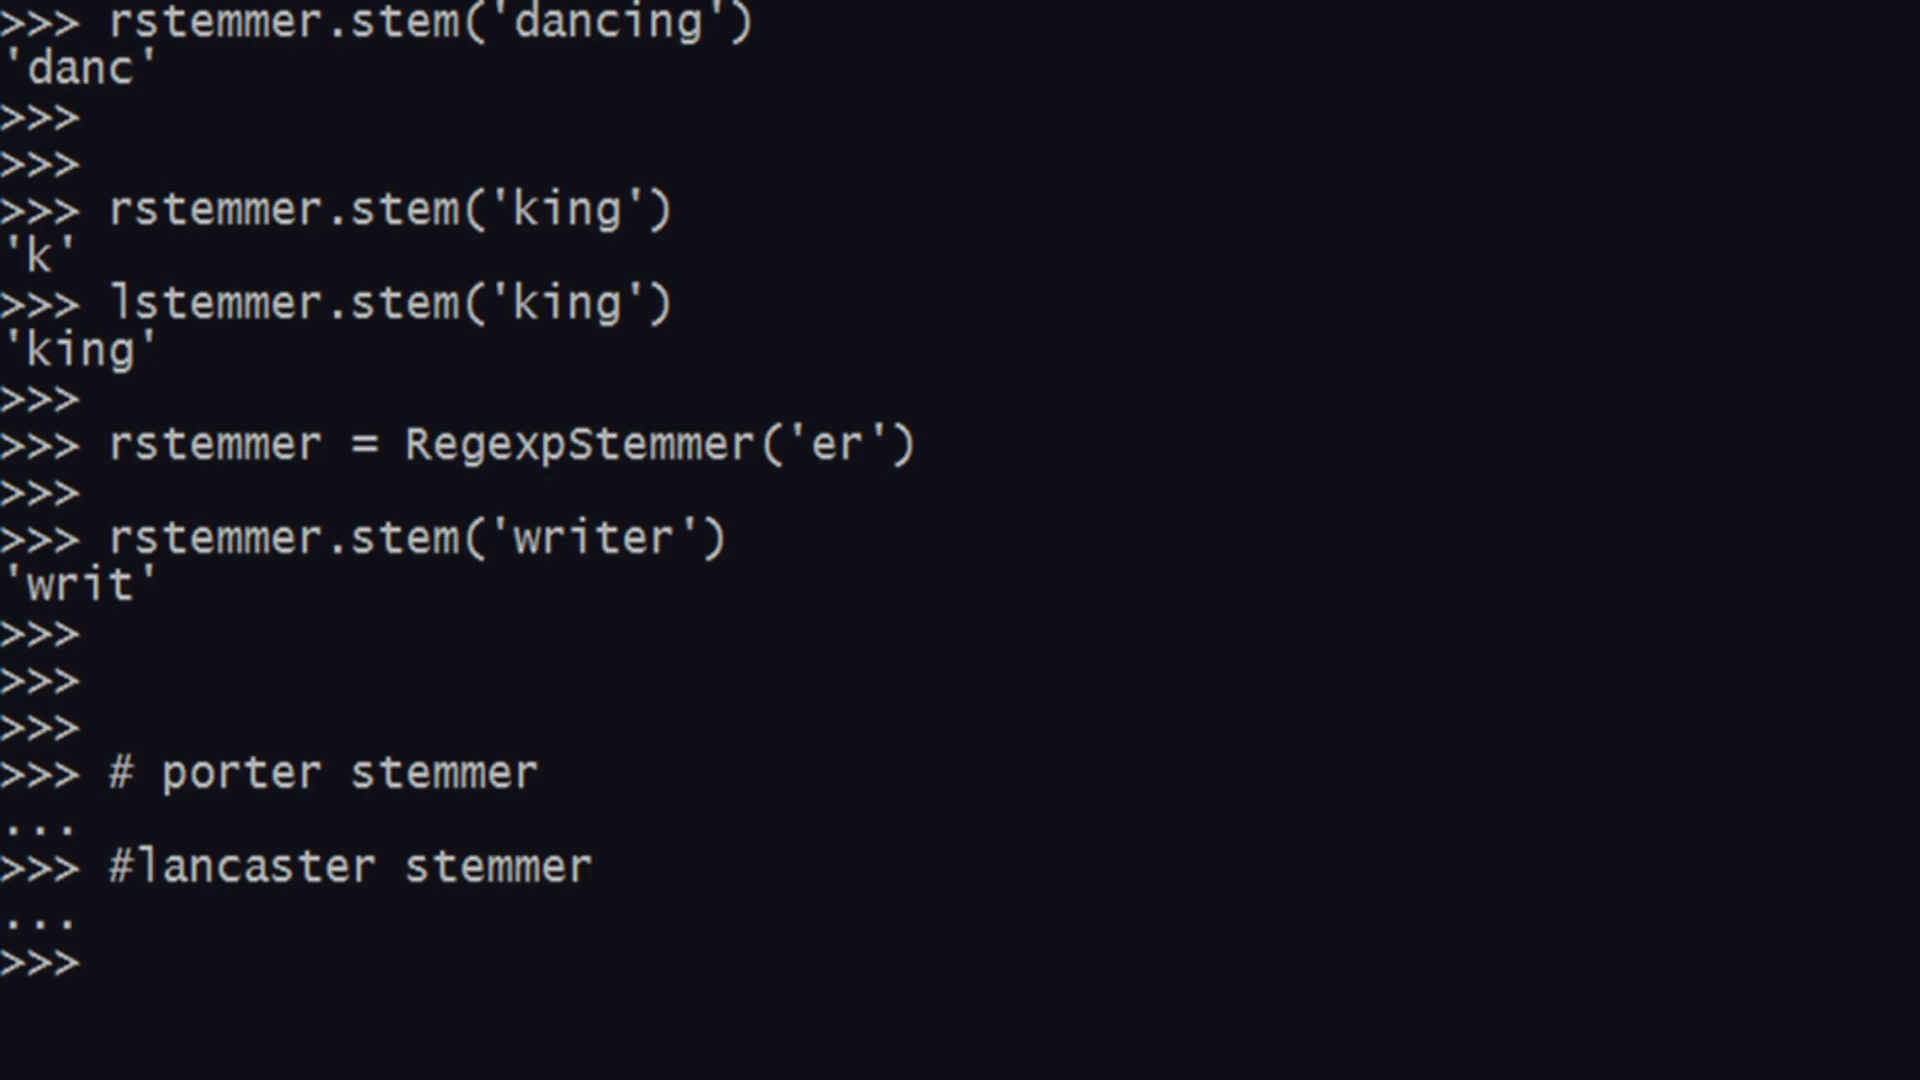 >>> rstemmer.stem('dancing')
'danc'
>>>
>>>
>>> rstemmer.stem('king')
'k'
>>> lstemmer.stem('king')
'king'
>>>
>>> rstemmer = RegexpStemmer('er')
>>>
>>> rstemmer.stem('writer')
'writ'
>>>
>>>
>>>
>>> # porter stemmer
...
>>> #lancaster stemmer
...
>>>